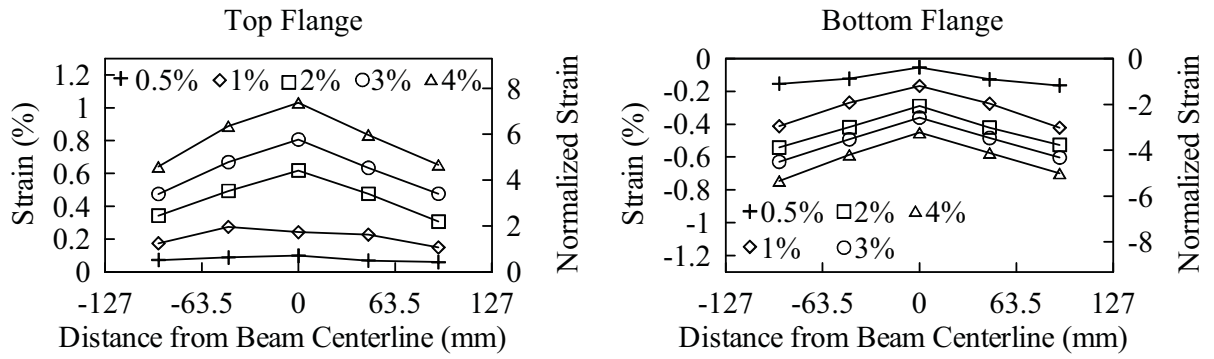 Top Flange
1.2
1
0.8
0.6
0.4
0.2
0
Strain (%)
0.5% 1% 2% 3% 4%
8
6
4
2
0
Normalized Strain
-127 -63.5 0 63.5 127
Distance from Beam Centerline (mm)
Bottom Flange
-0
-0.2
-0.4
-0.6
-0.8
-1
-1.2
Strain (%)
0.5% 2% 4%
1% 3%
0
-2
-4
-6
-8
Normalized Strain
-127 -63.5 0 63.5 127
Distance from Beam Centerline (mm)